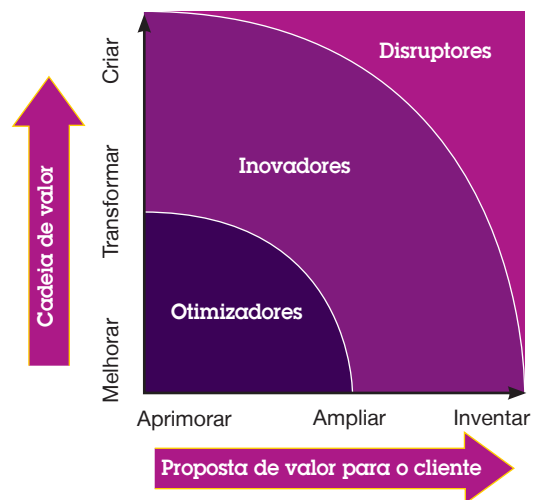 Cadeia de valor
Criar
Transformar
Melhorar
Disruptores
Inovadores
Otimizadores
Aprimorar
Ampliar
Inventar
Proposta de valor para o cliente